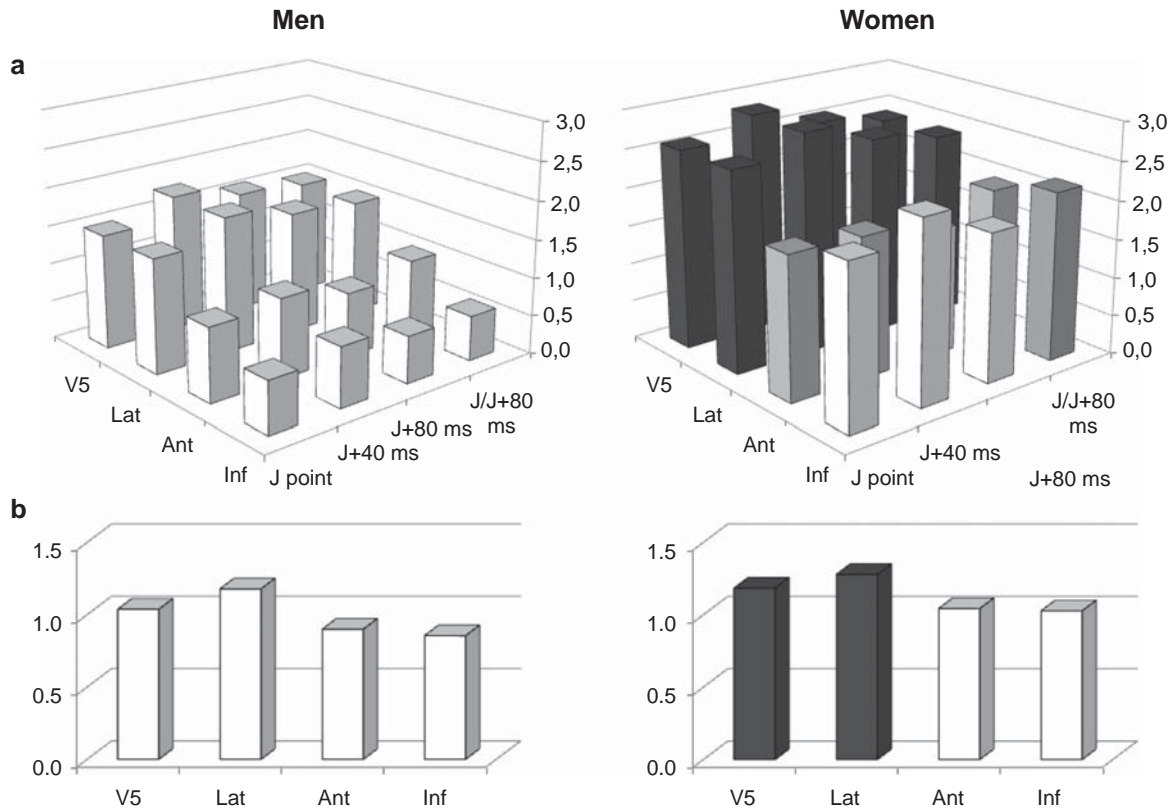 Men
Women
a
3,0
2,5
2,0
1,5
1,0
0,5
0,0
V5
Lat
Ant
Inf
J point
J+40 ms
J+80 ms
J/J+80
ms
3,0
2,5
2,0
1,5
1,0
0,5
0,0
V5
Lat
Ant
Inf
J point
J+40 ms
J+80 ms
J/J+80
ms
b
1.5
1.0
0.5
0.0
V5 Lat Ant Inf
1.5
1.0
0.5
0.0
V5 Lat Ant Inf